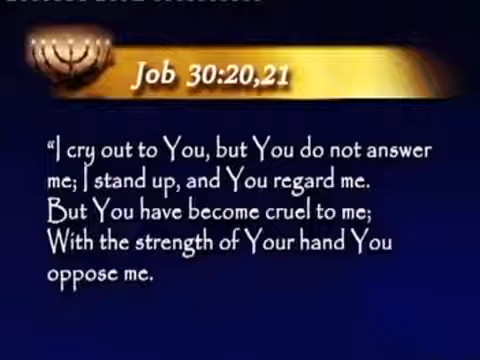 Job 30:20,21
“I cry out to You, but You do not answer
me; I stand up, and You regard me.
But You have become cruel to me;
With the strength of Your hand You
oppose me.